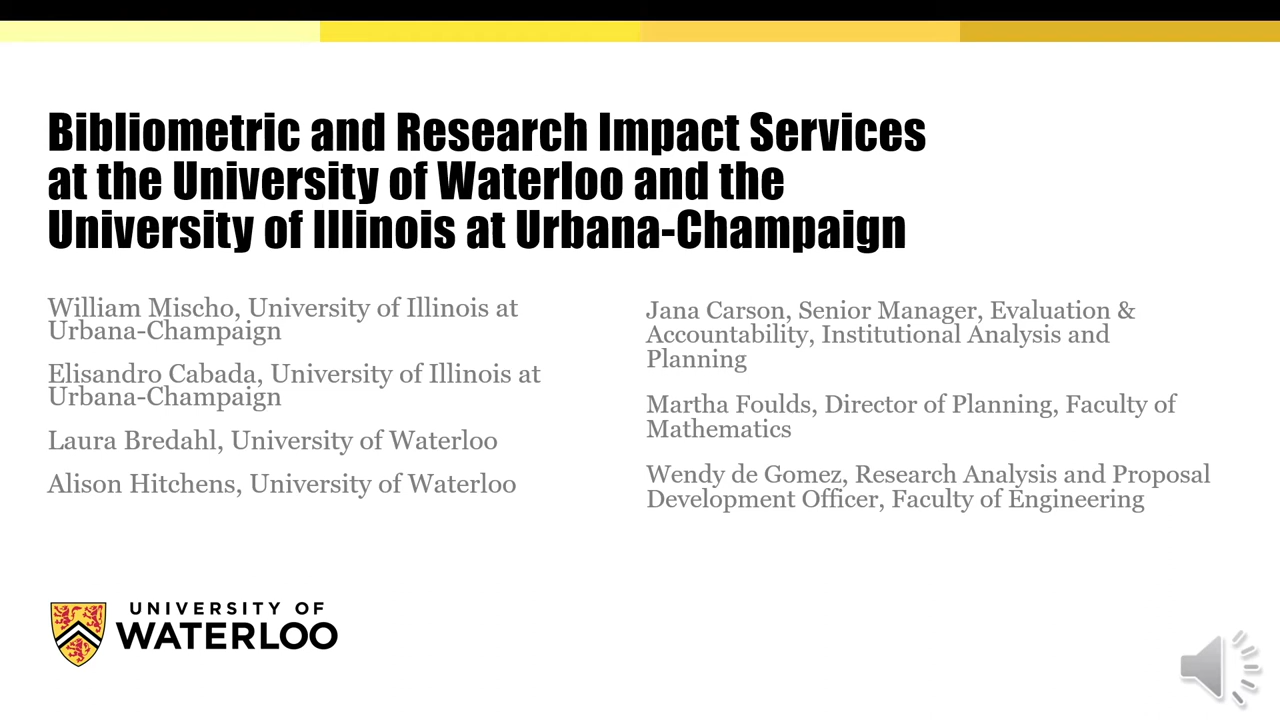 Bibliometric and Research Impact Services
at the University of Waterloo and the
University of Illinois at Urbana-Champaign
William Mischo, University of Illinois at
Urbana-Champaign
Elisandro Cabada, University of Illinois at
Urbana-Champaign
Laura Bredahl, University of Waterloo
Alison Hitchens, University of Waterloo
Jana Carson, Senior Manager, Evaluation &
Accountability, Institutional Analysis and
Planning
Martha Foulds, Director of Planning, Faculty of
Mathematics
Wendy de Gomez, Research Analysis and Proposal
Development Officer, Faculty of Engineering
UNIVERSITY OF
WATERLOO